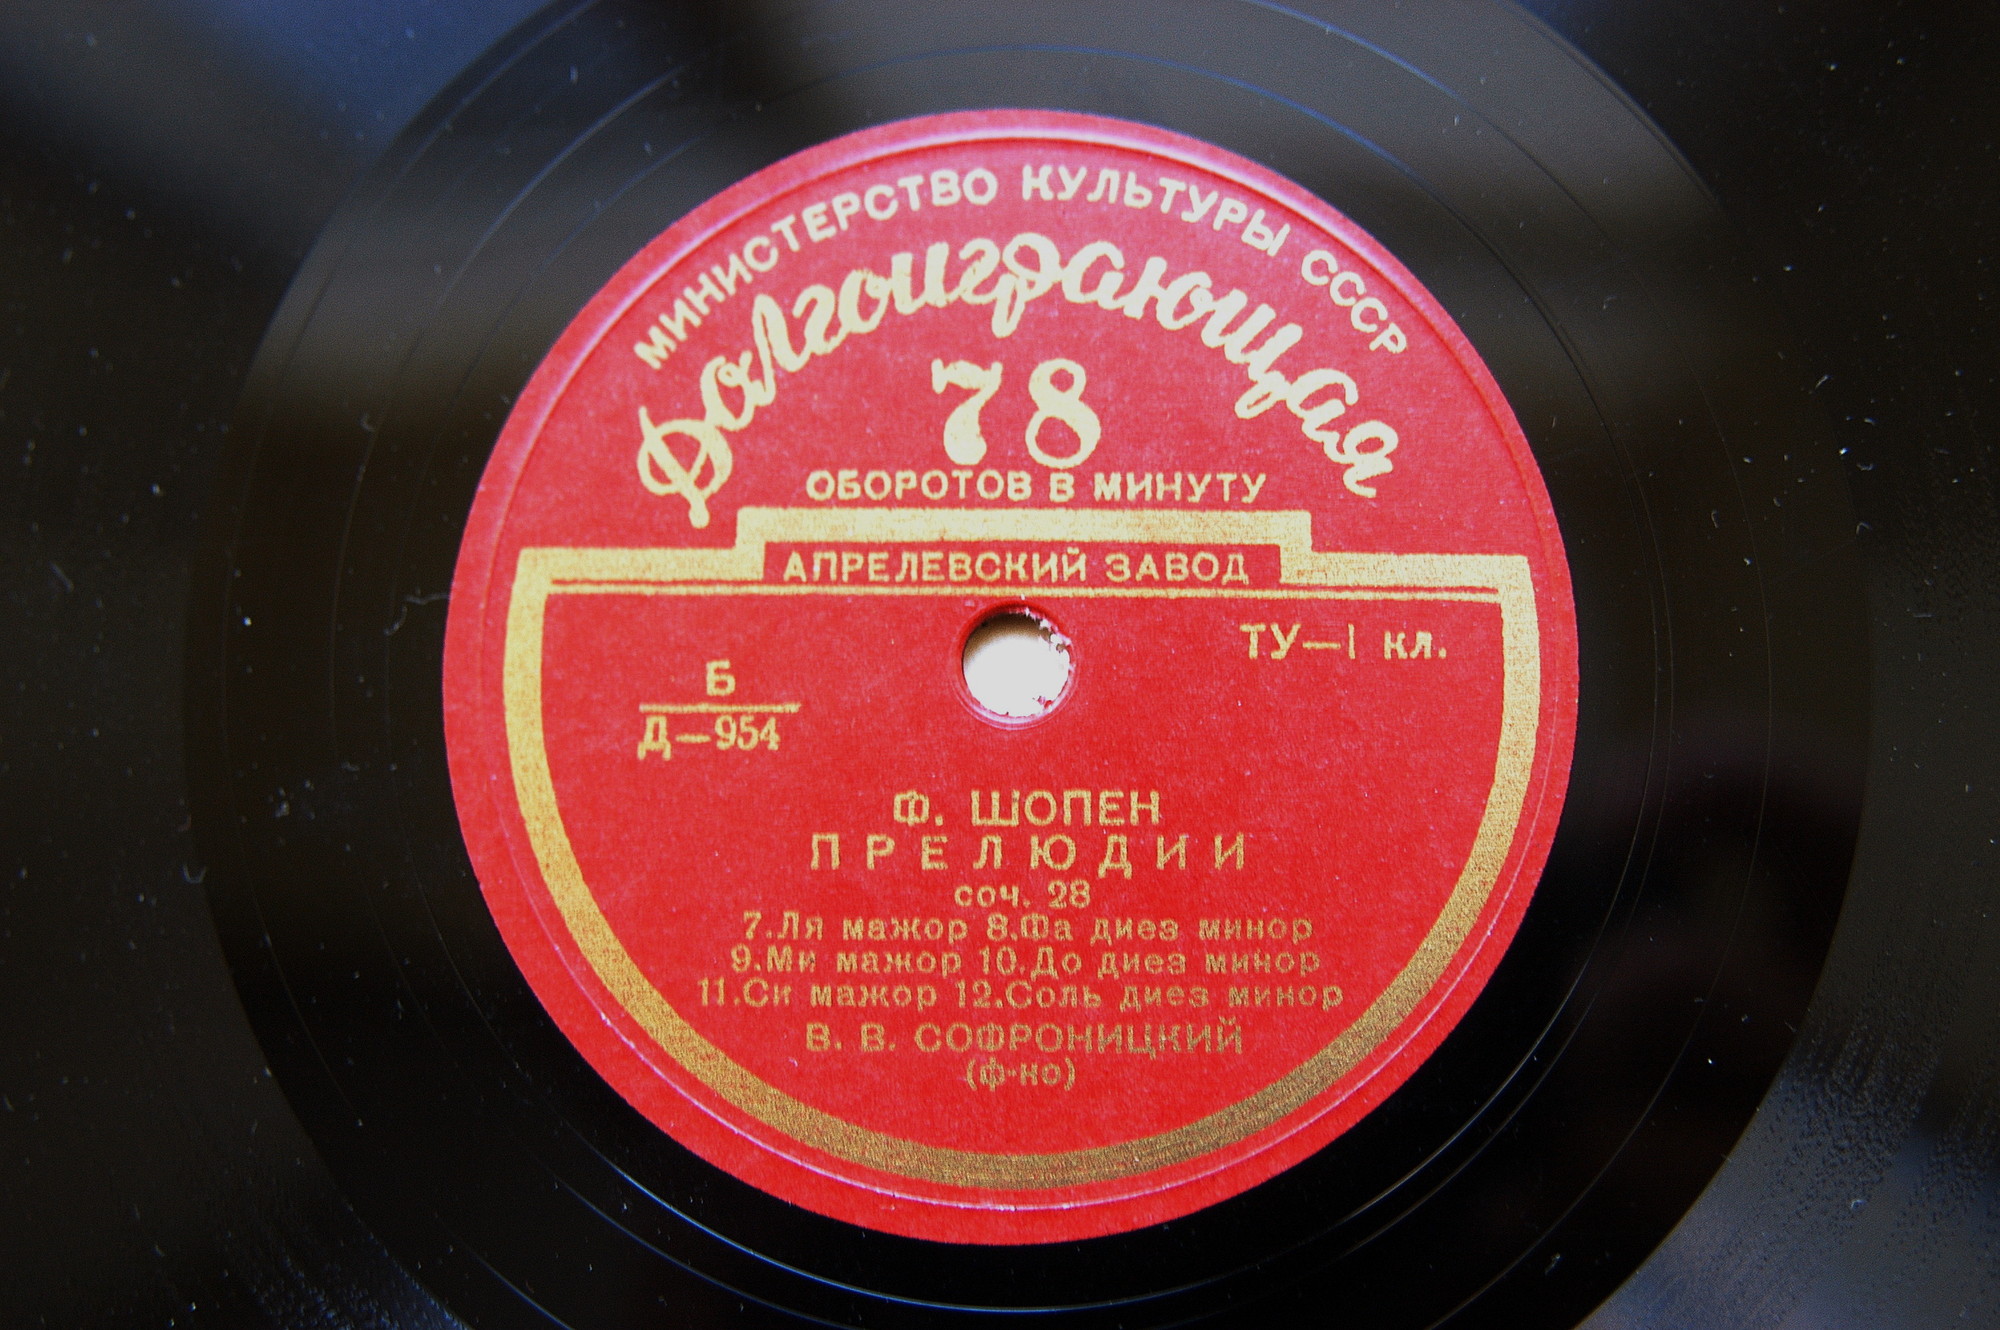 МИНИСТЕРСТВО КУЛЬТУРЫ СССР
Долгоиграющая
78
ОБОРОТОВ В МИНУТУ
АПРЕЛЕВСКИЙ ЗАВОД
ТУ—1 кл.
Б
Д—954
Ф. ШОПЕН
ПРЕЛЮДИИ
соч. 28
7.Ля мажор 8.Фа диез минор
9.Ми мажор 10.До диез минор
11.Си мажор 12.Соль диез минор
В. В. СОФРОНИЦКИЙ
(ф-но)